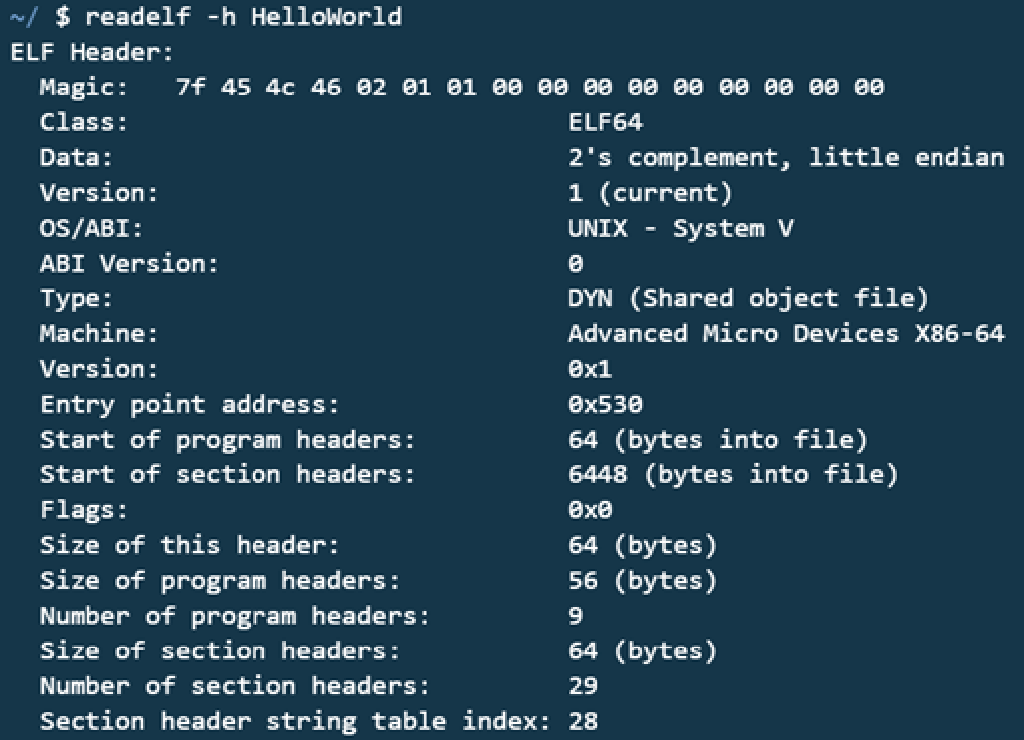 ~/ $ readelf -h HelloWorld
ELF Header:
  Magic:   7f 45 4c 46 02 01 01 00 00 00 00 00 00 00 00 00
  Class:                             ELF64
  Data:                              2's complement, little endian
  Version:                           1 (current)
  OS/ABI:                            UNIX - System V
  ABI Version:                       0
  Type:                              DYN (Shared object file)
  Machine:                           Advanced Micro Devices X86-64
  Version:                           0x1
  Entry point address:               0x530
  Start of program headers:          64 (bytes into file)
  Start of section headers:          6448 (bytes into file)
  Flags:                             0x0
  Size of this header:               64 (bytes)
  Size of program headers:           56 (bytes)
  Number of program headers:         9
  Size of section headers:           64 (bytes)
  Number of section headers:         29
  Section header string table index: 28